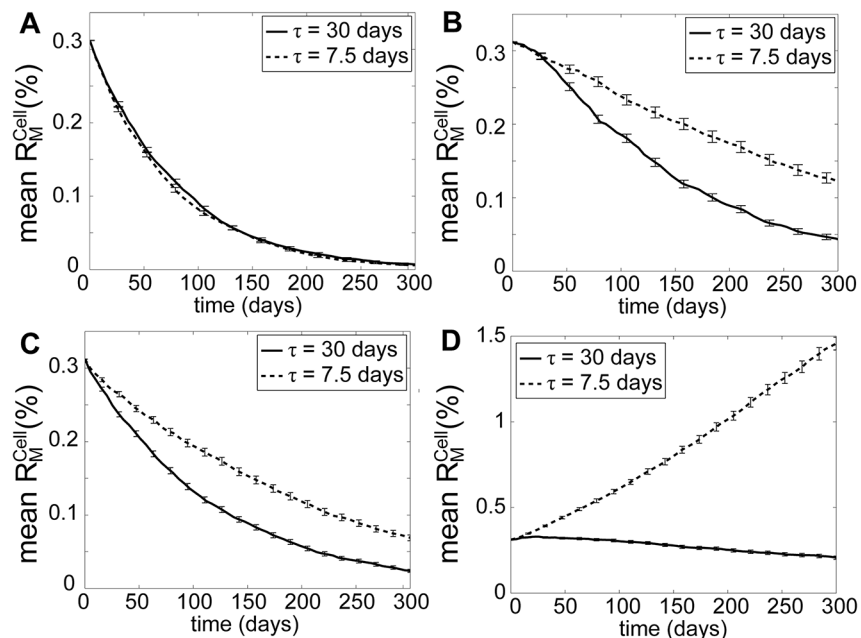 A
mean R_M^Cell (%)
0.3
0.2
0.1
0
τ = 30 days
τ = 7.5 days
0 50 100 150 200 250 300
time (days)
B
mean R_M^Cell (%)
0.3
0.2
0.1
0
τ = 30 days
τ = 7.5 days
0 50 100 150 200 250 300
time (days)
C
mean R_M^Cell (%)
0.3
0.2
0.1
0
τ = 30 days
τ = 7.5 days
0 50 100 150 200 250 300
time (days)
D
mean R_M^Cell (%)
1.5
1
0.5
0
τ = 30 days
τ = 7.5 days
0 50 100 150 200 250 300
time (days)